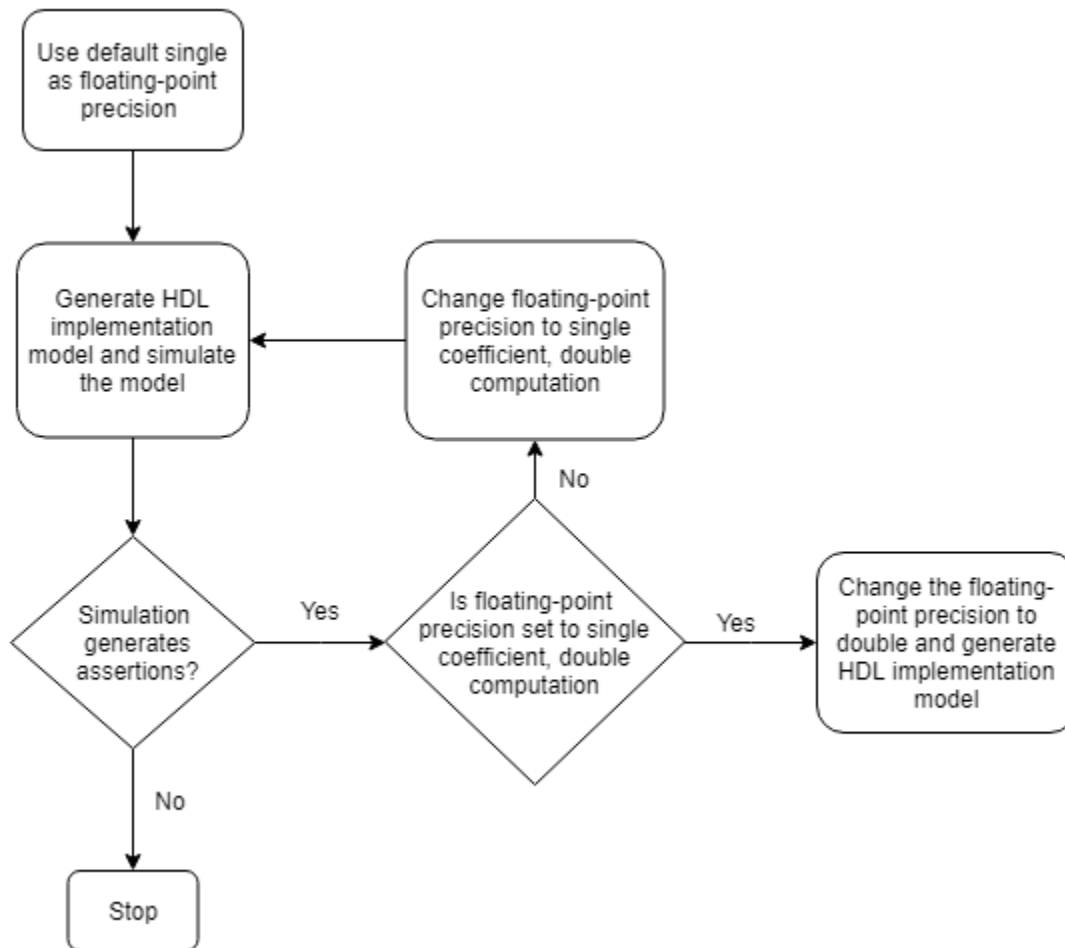 Use default single
as floating-point
precision
Generate HDL
implementation
model and simulate
the model
Change floating-point
precision to single
coefficient, double
computation
No
Simulation
generates
assertions?
Yes
Is floating-point
precision set to single
coefficient, double
computation
Yes
Change the floating-
point precision to
double and generate
HDL implementation
model
No
Stop